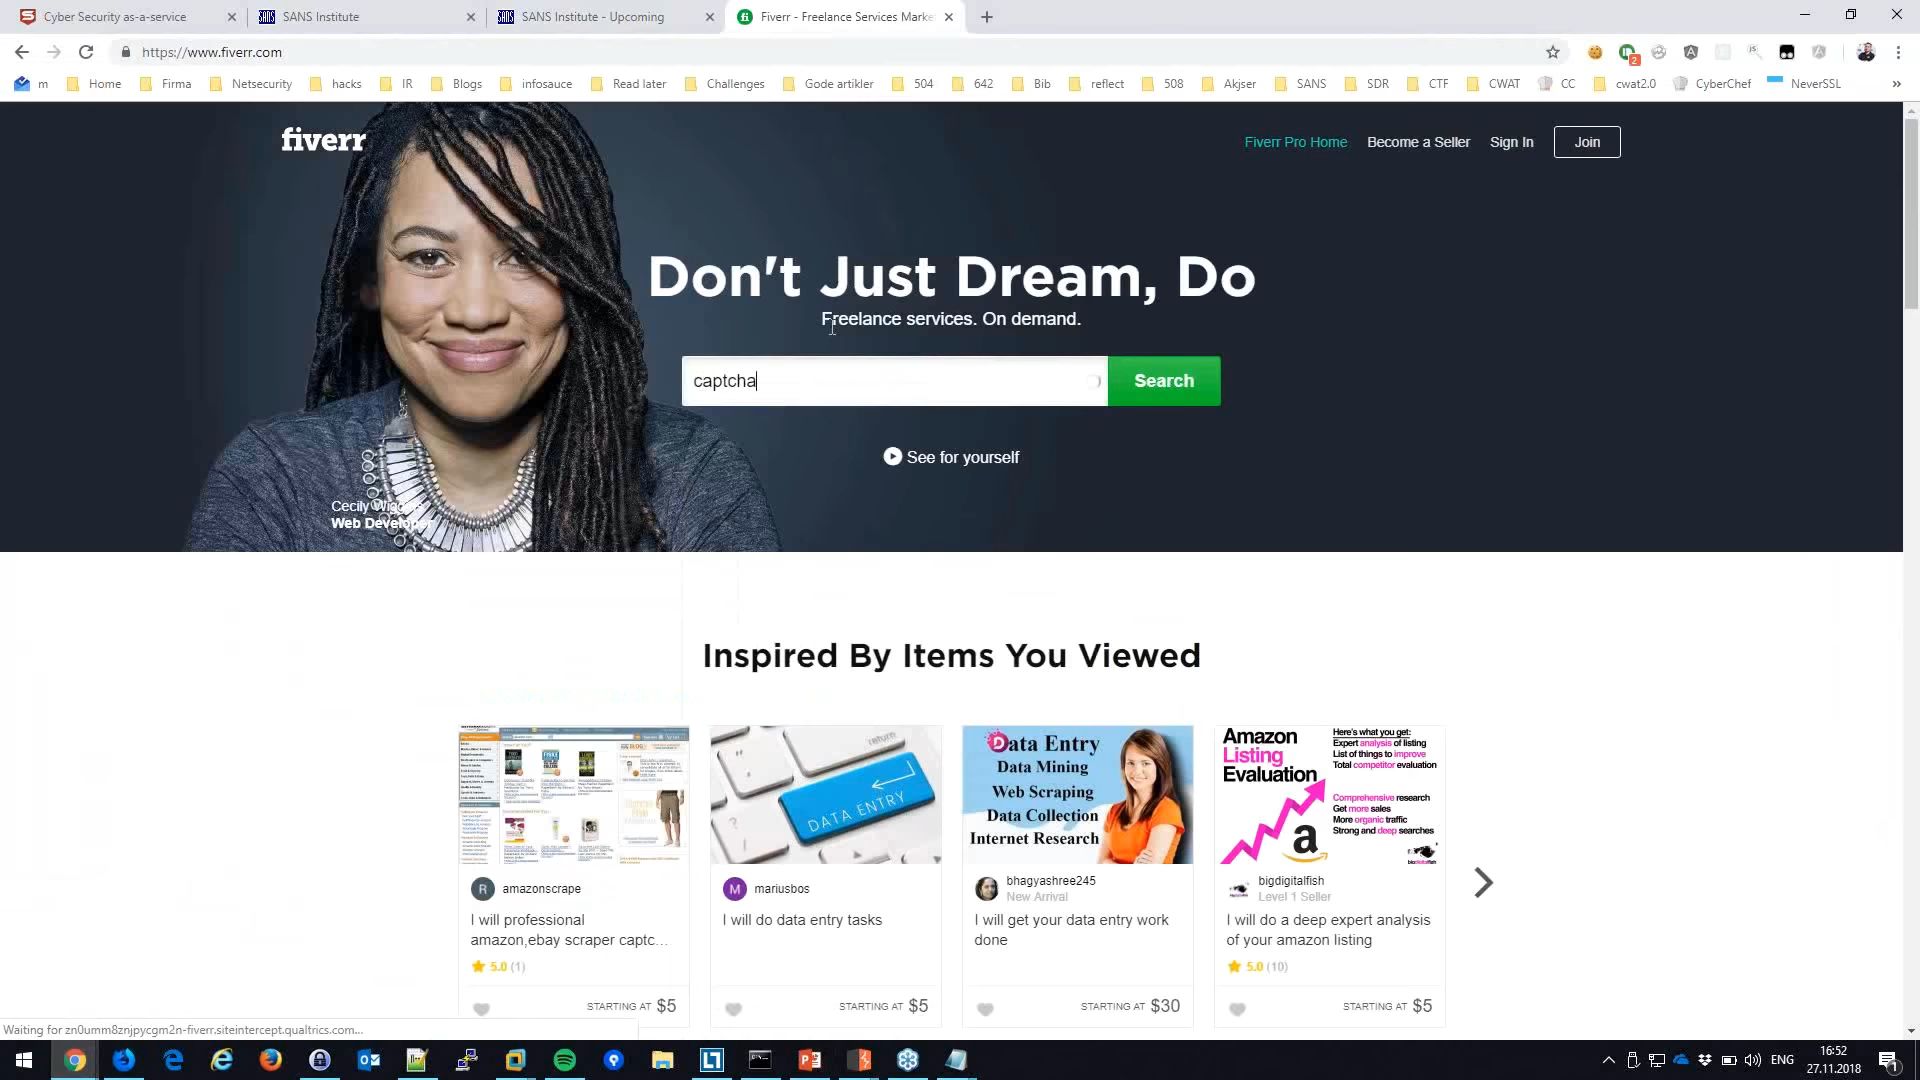 Cyber Security as-a-service
SANS Institute
SANS Institute - Upcoming
Fiverr - Freelance Services Marke
https://www.fiverr.com
m Home Firma Netsecurity hacks IR Blogs infosauce Read later Challenges Gode artikler 504 642 Bib reflect 508 Akjser SANS SDR CTF CWAT CC cwat2.0 CyberChef NeverSSL »
fiverr
Fiverr Pro Home Become a Seller Sign In Join
Don't Just Dream, Do
Freelance services. On demand.
captcha
Search
See for yourself
Cecily
Web Developer
Inspired By Items You Viewed
DATA ENTRY
Data Entry
Data Mining
Web Scraping
Data Collection
Internet Research
Amazon
Listing
Evaluation
Here's what you get:
Expert analysis of listing
List of things to improve
Total competitor evaluation
Comprehensive research
Get more sales
More organic traffic
Strong and deep searches
R amazonscrape
I will professional
amazon,ebay scraper captc...
5.0 (1)
STARTING AT $5
M mariusbos
I will do data entry tasks
STARTING AT $5
bhagyashree245
New Arrival
I will get your data entry work
done
STARTING AT $30
bigdigitalfish
Level 1 Seller
I will do a deep expert analysis
of your amazon listing
5.0 (10)
STARTING AT $5
Waiting for zn0umm8znjpycgm2n-fiverr.siteintercept.qualtrics.com...
ENG
16:52
27.11.2018